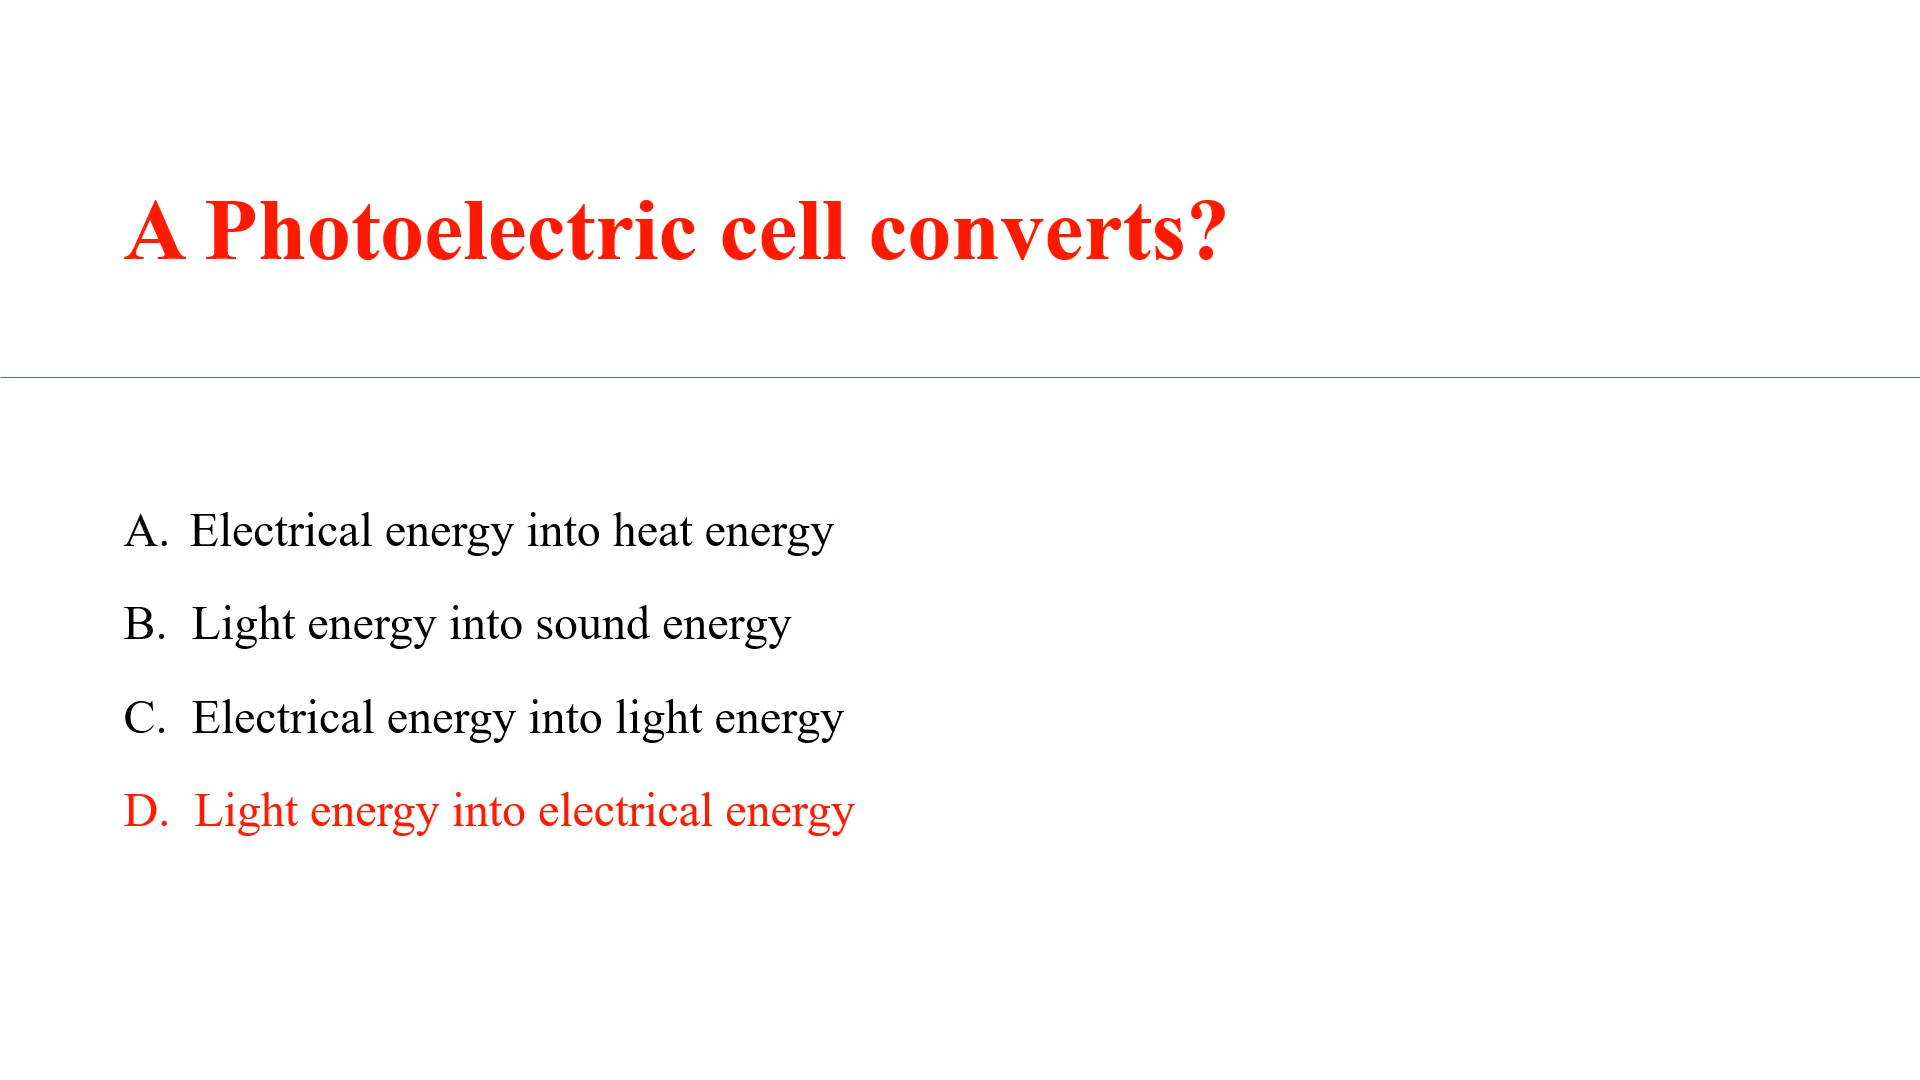 A Photoelectric cell converts?
A. Electrical energy into heat energy
B. Light energy into sound energy
C. Electrical energy into light energy
D. Light energy into electrical energy